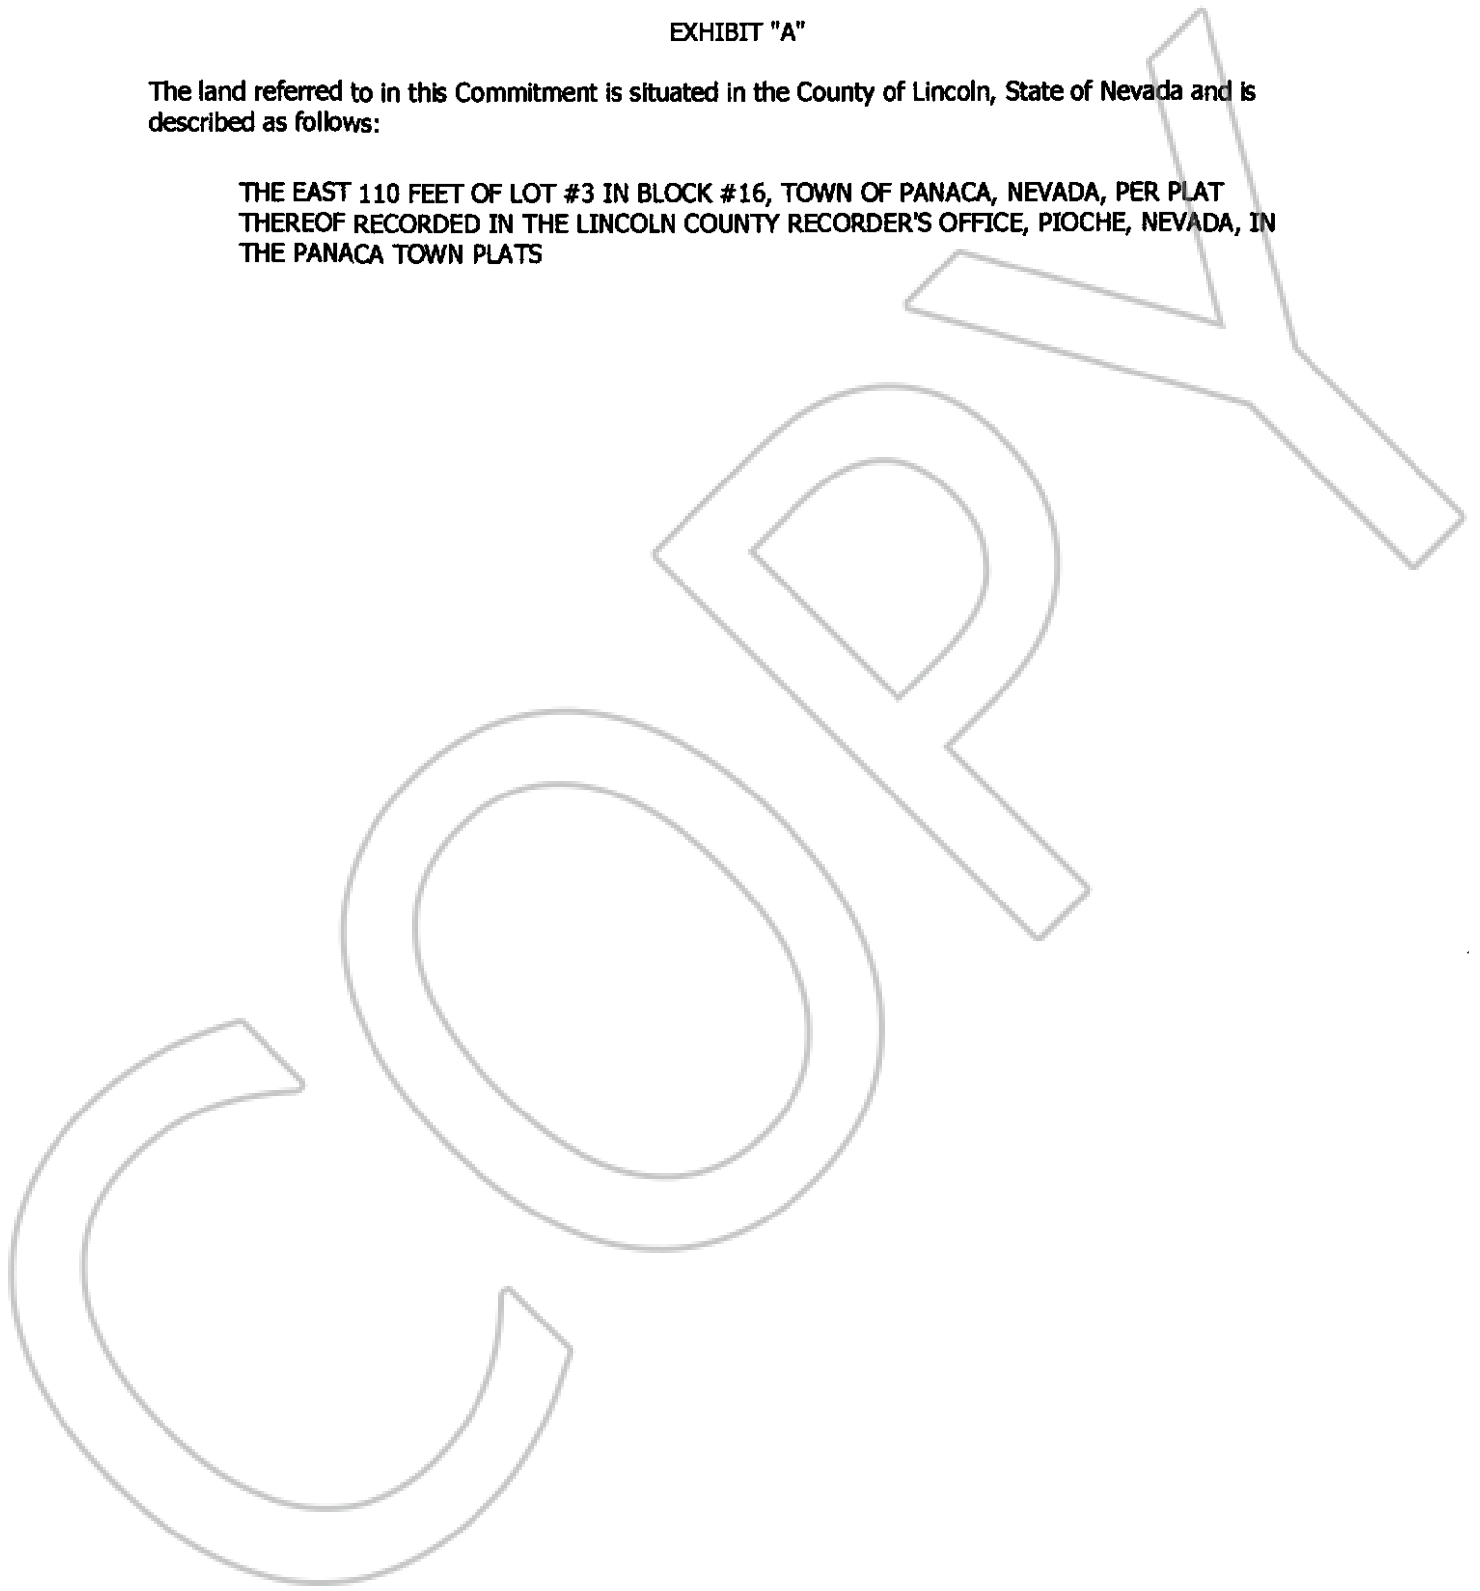 EXHIBIT "A"
The land referred to in this Commitment is situated in the County of Lincoln, State of Nevada and is
described as follows:
THE EAST 110 FEET OF LOT #3 IN BLOCK #16, TOWN OF PANACA, NEVADA, PER PLAT
THEREOF RECORDED IN THE LINCOLN COUNTY RECORDER'S OFFICE, PIOCHE, NEVADA, IN
THE PANACA TOWN PLATS
COPY